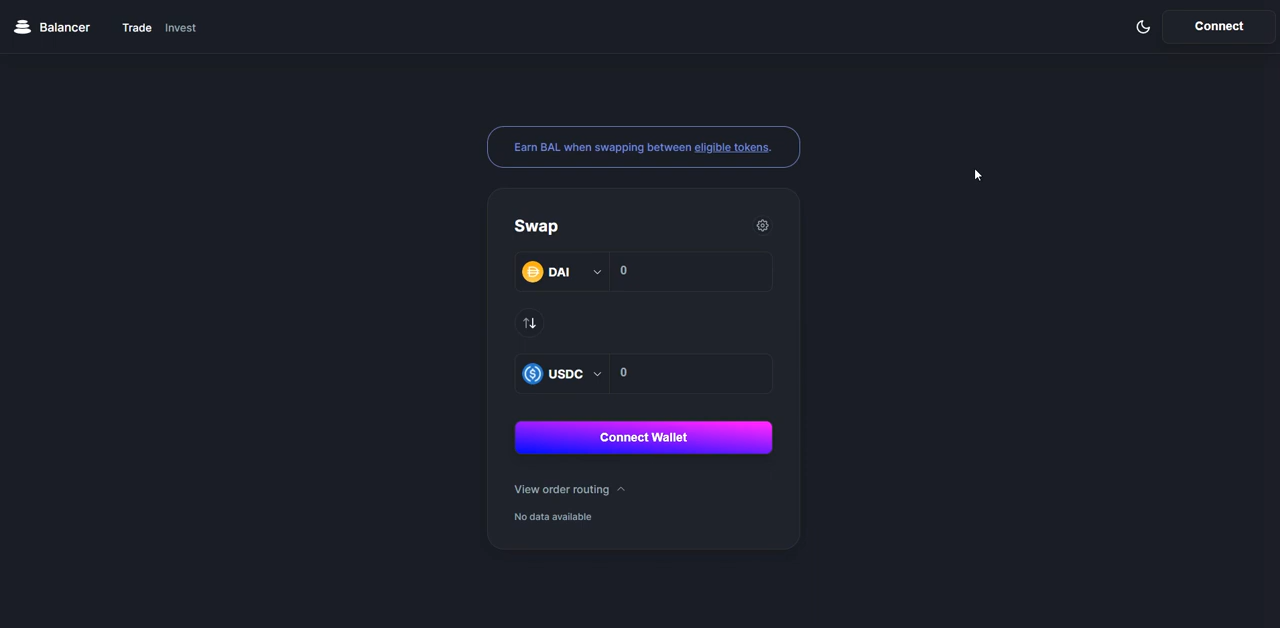 Balancer
Trade
Invest
Connect
Earn BAL when swapping between eligible tokens.
Swap
DAI
0
USDC
0
Connect Wallet
View order routing
No data available